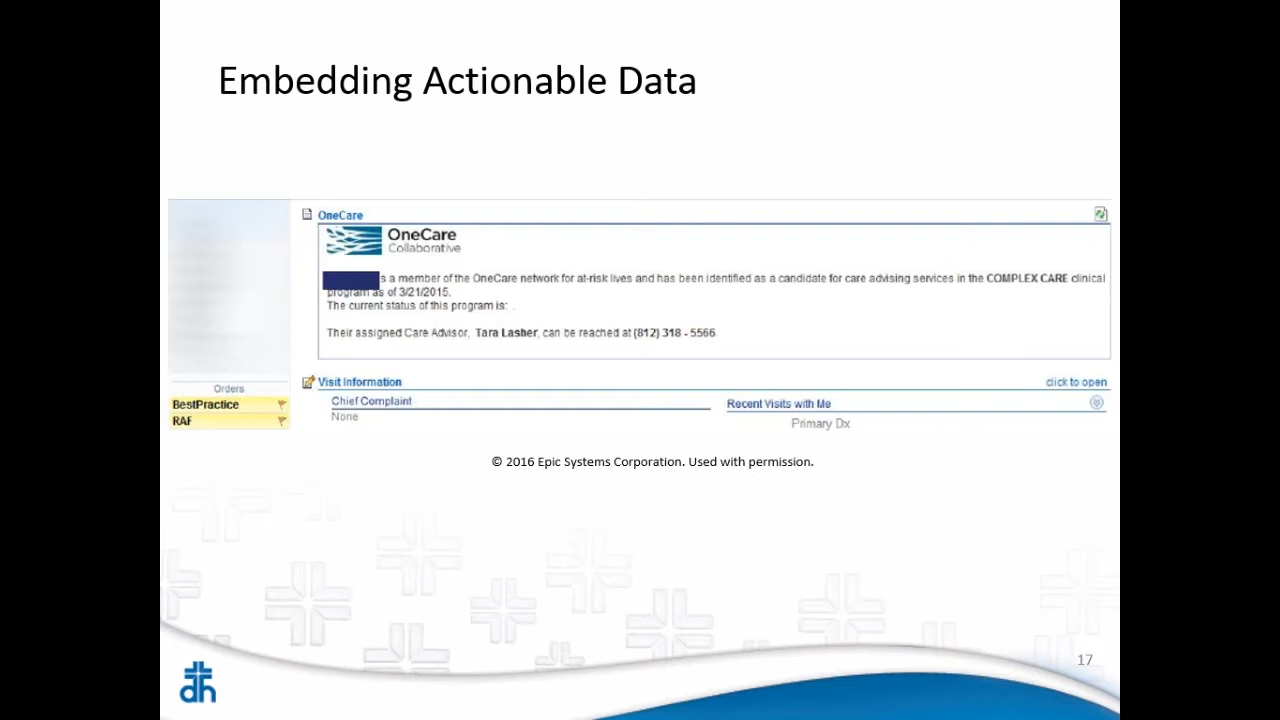 Embedding Actionable Data
OneCare
OneCare
Collaborative
s a member of the OneCare network for at-risk lives and has been identified as a candidate for care advising services in the COMPLEX CARE clinical
program as of 3/21/2015.
The current status of this program is: .
Their assigned Care Advisor, Tara Lasher, can be reached at (812) 318 - 5566.
Orders
BestPractice
RAF
Visit Information
click to open
Chief Complaint
None
Recent Visits with Me
Primary Dx
© 2016 Epic Systems Corporation. Used with permission.
17
dh